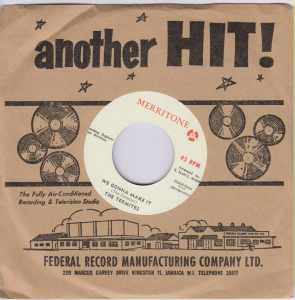 another HIT!
MERRITONE
45 RPM
WE GONNA MAKE IT
THE TERMITES
The Fully Air-Conditioned
Recording & Television Studio
FEDERAL RECORD MANUFACTURING COMPANY LTD.
220 MARCUS GARVEY DRIVE KINGSTON 11, JAMAICA W.I. TELEPHONE 38017